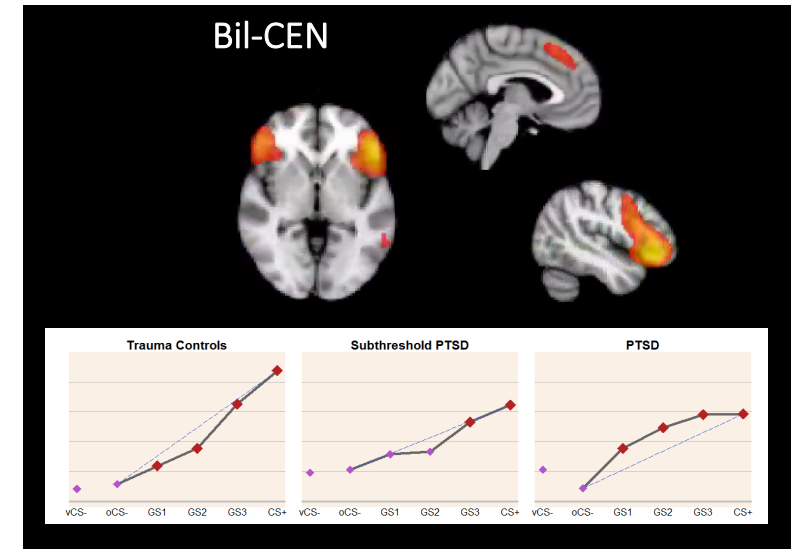 Bil-CEN
Trauma Controls
vCS- oCS- GS1 GS2 GS3 CS+
Subthreshold PTSD
vCS- oCS- GS1 GS2 GS3 CS+
PTSD
vCS- oCS- GS1 GS2 GS3 CS+